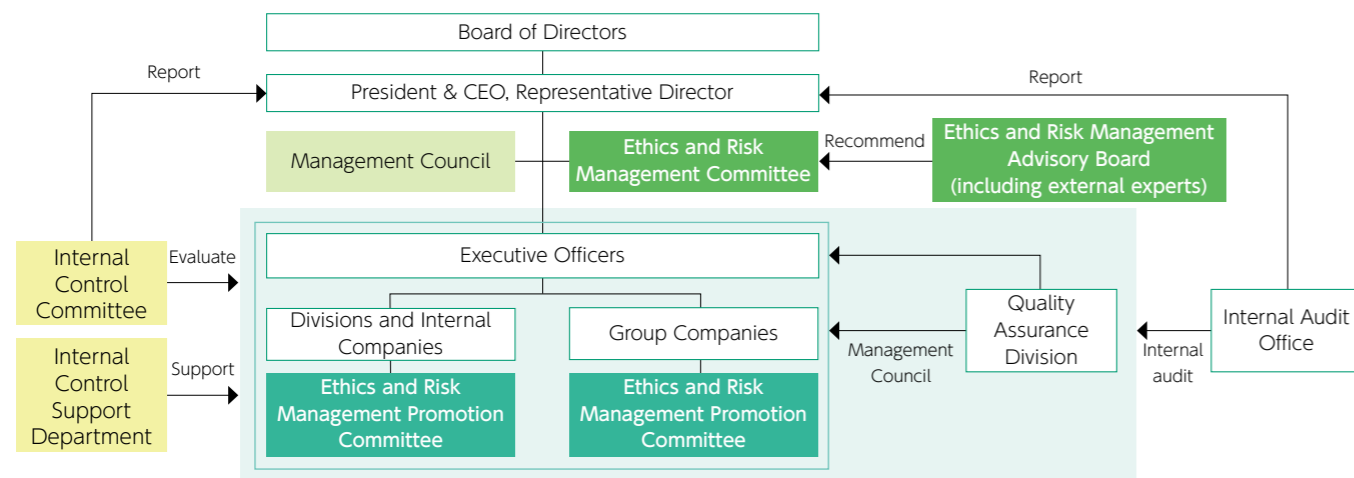 Board of Directors
Report
President & CEO, Representative Director
Report
Management Council
Ethics and Risk
Management Committee
Recommend
Ethics and Risk Management
Advisory Board
(including external experts)
Internal
Control
Committee
Evaluate
Executive Officers
Divisions and Internal
Companies
Group Companies
Management
Council
Quality
Assurance
Division
Internal
audit
Internal Audit
Office
Internal
Control
Support
Department
Support
Ethics and Risk
Management Promotion
Committee
Ethics and Risk
Management Promotion
Committee